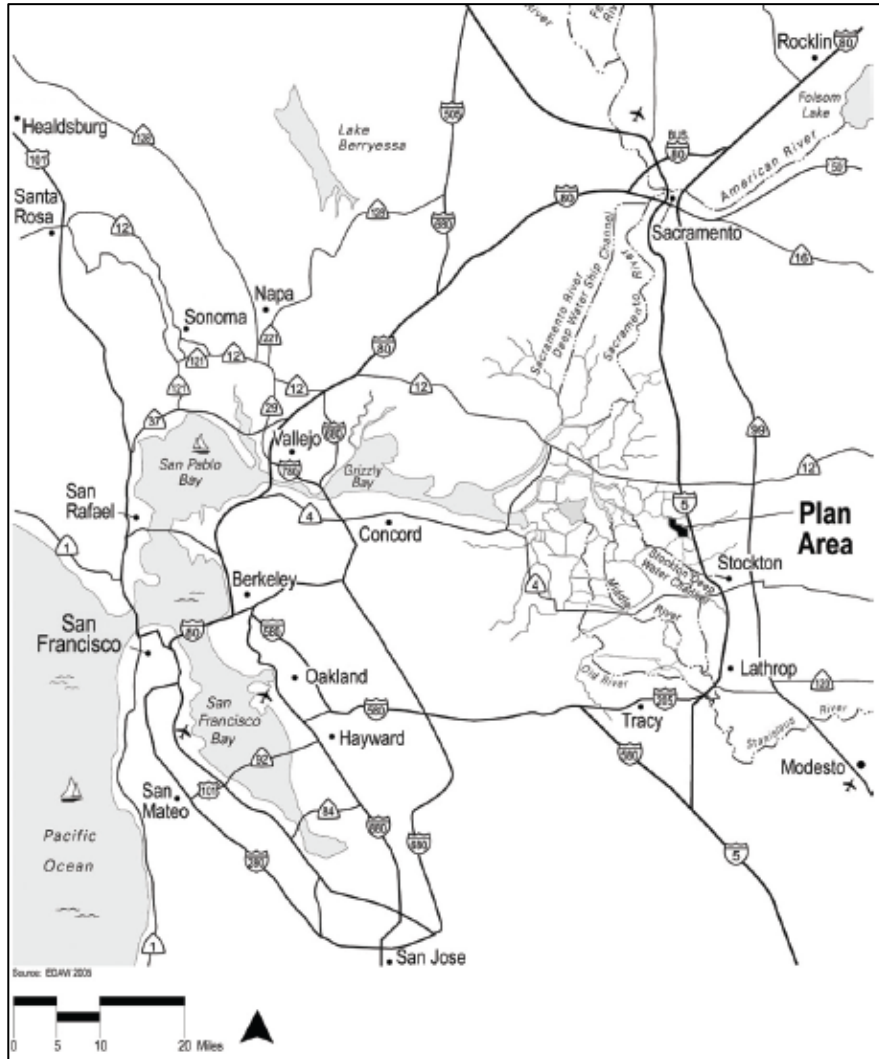 River
Rocklin
80
505
Folsom
Lake
Healdsburg
128
Lake
Berryessa
BUS.
80
American River
101
50
Santa
Rosa
128
80
Sacramento
12
16
Napa
Sonoma
Sacramento River
Deep Water Ship Channel
Sacramento
River
221
80
121
12
121
12
12
29
37
99
Vallejo
680
San Pablo
Bay
780
Grizzly
Bay
12
San
Rafael
4
Concord
5
Plan
Area
1
Stockton Deep
Water Channel
Stockton
4
Middle
River
Berkeley
San
Francisco
80
580
Oakland
Old River
Lathrop
San
Francisco
Bay
580
205
120
Hayward
Tracy
Stanislaus
River
92
580
Modesto
San
Mateo
101
84
Pacific
Ocean
880
680
280
5
1
San Jose
Source: EDAW 2005
0 5 10 20 Miles